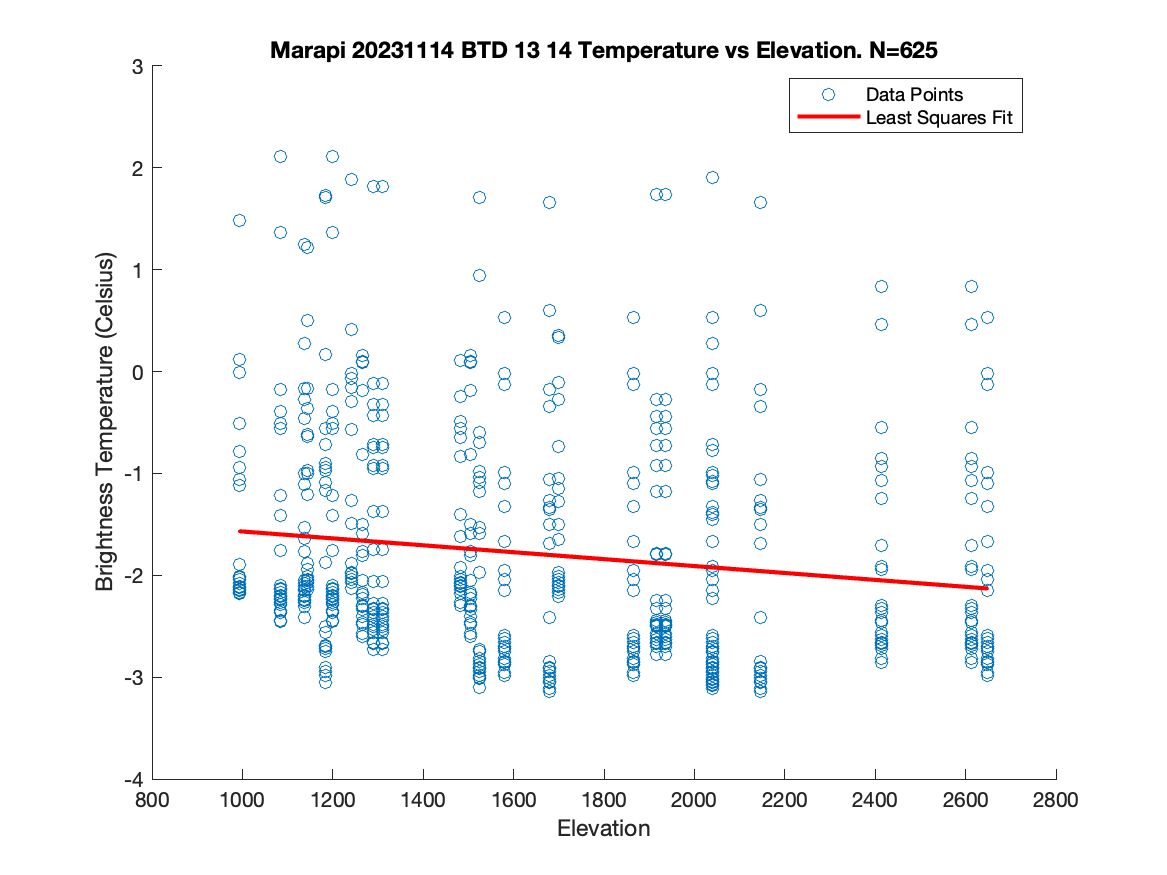 Marapi 20231114 BTD 13 14 Temperature vs Elevation. N=625
Data Points
Least Squares Fit
3
2
1
0
-1
-2
-3
-4
Brightness Temperature (Celsius)
800 1000 1200 1400 1600 1800 2000 2200 2400 2600 2800
Elevation